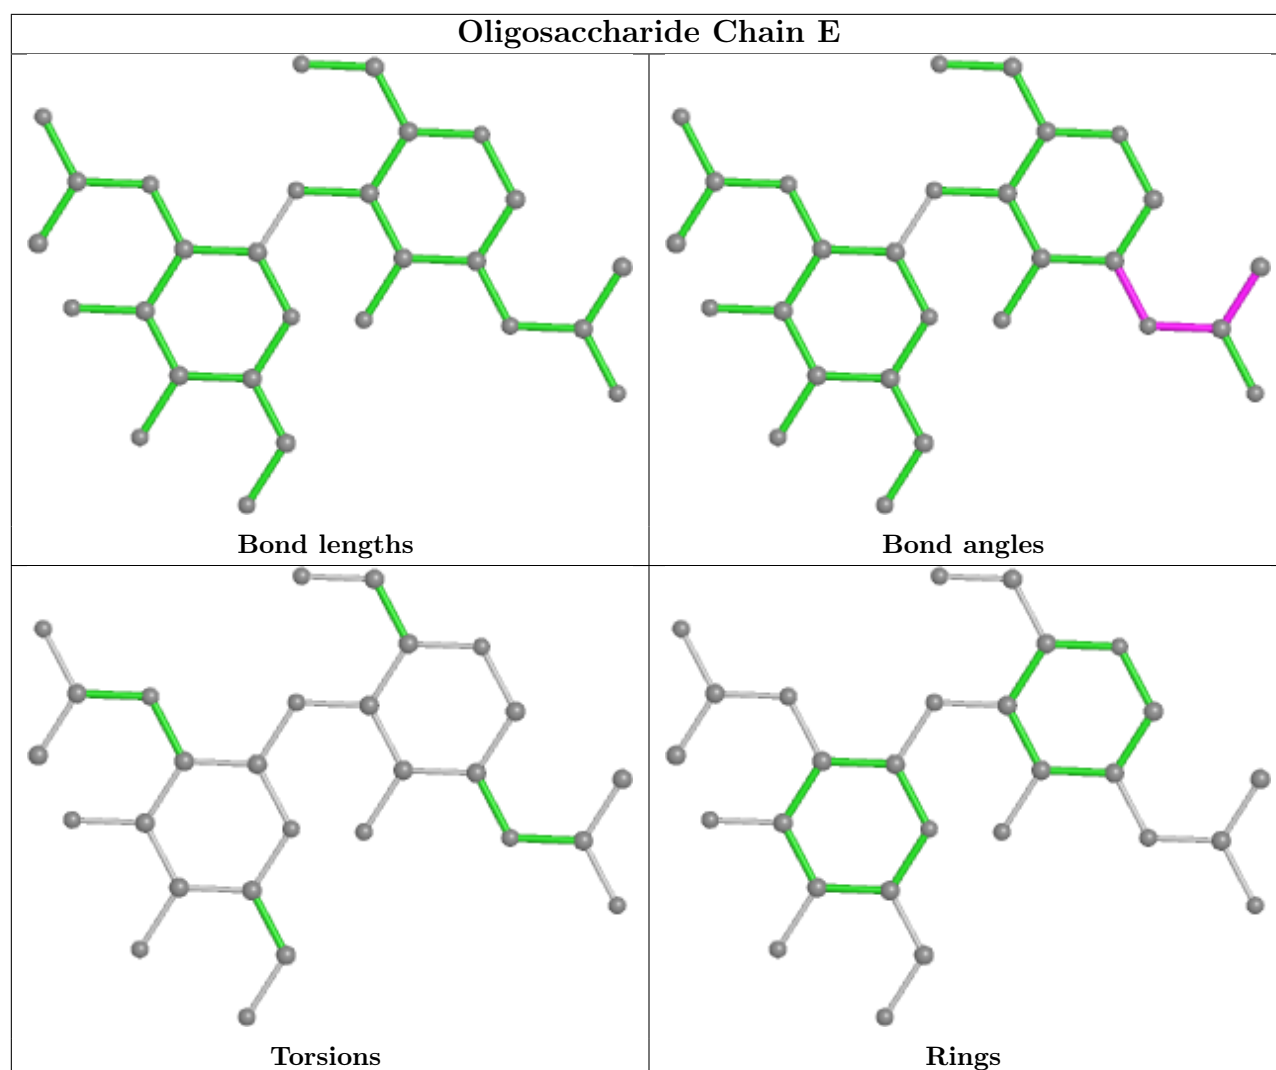 Oligosaccharide Chain E
Bond lengths
Bond angles
Torsions
Rings